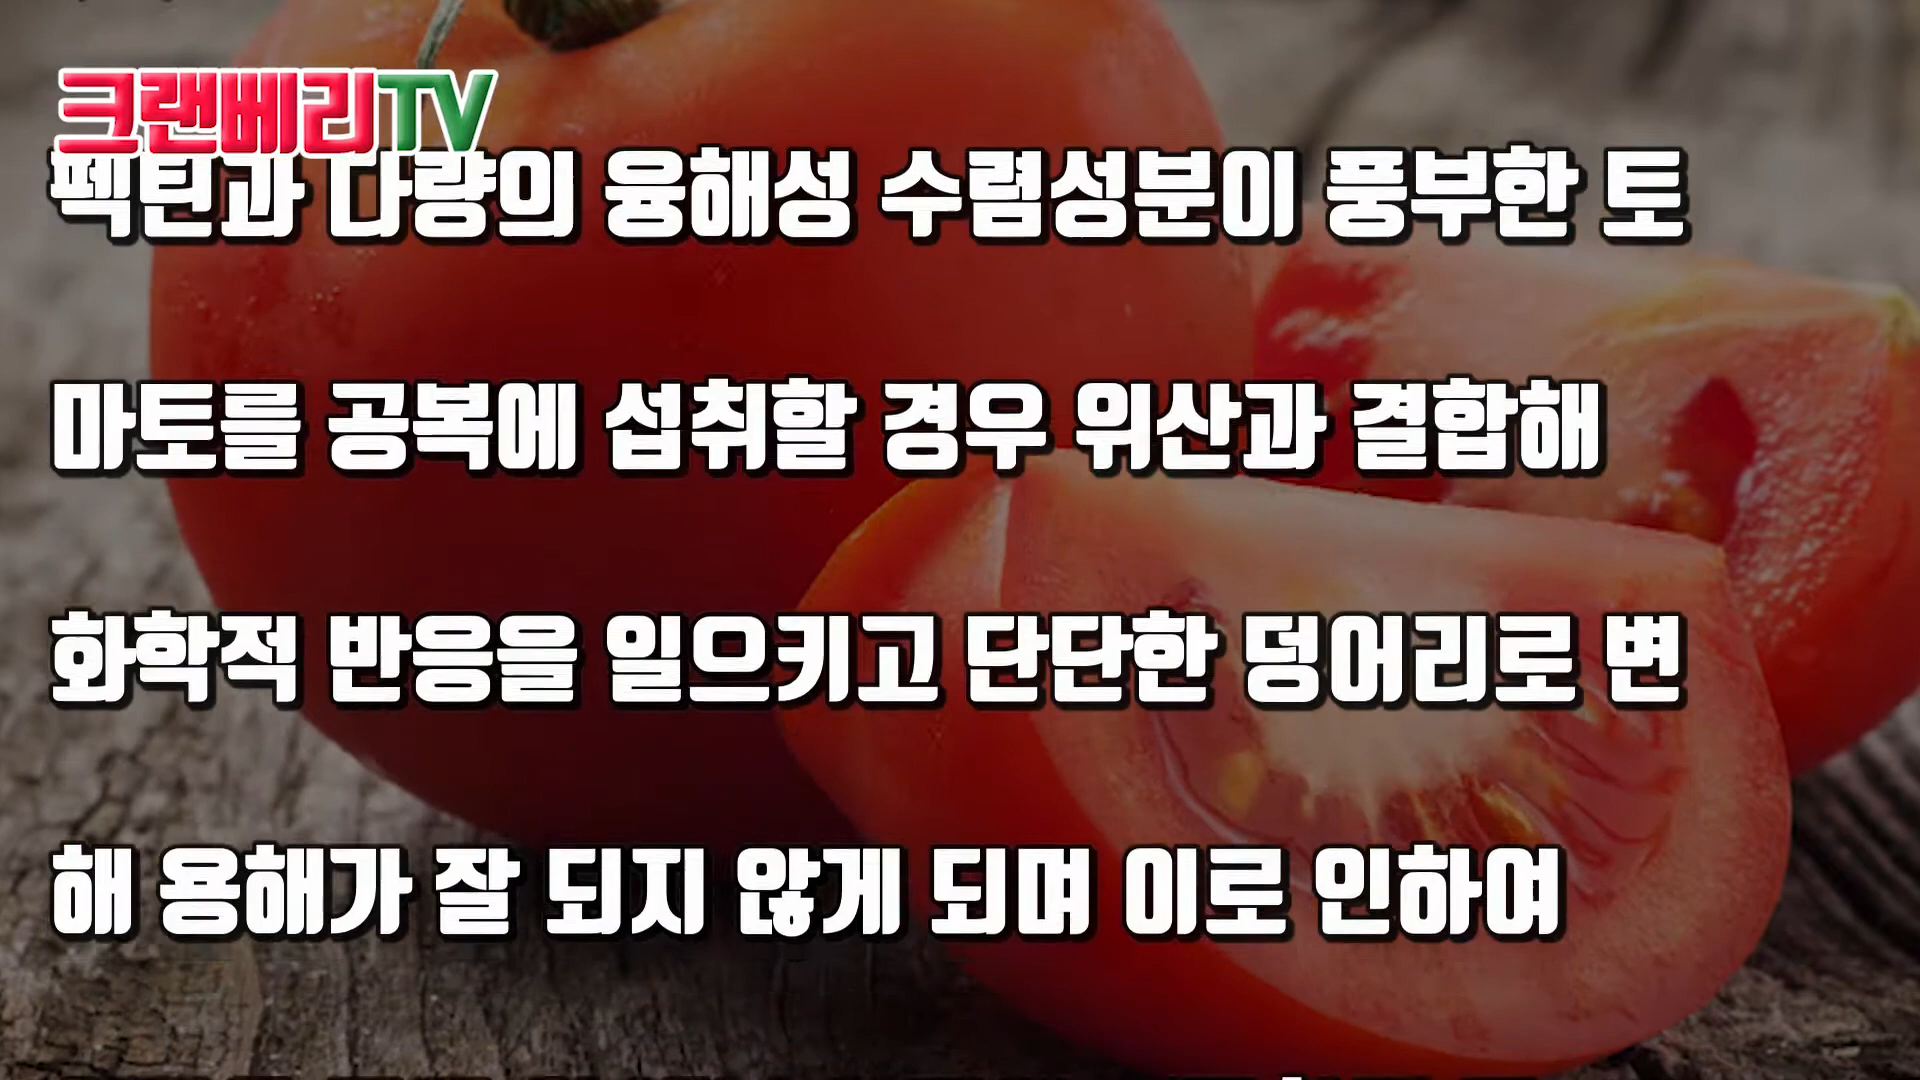 크랜베리TV
펙틴과 다량의 융해성 수렴성분이 풍부한 토
마토를 공복에 섭취할 경우 위산과 결합해
화학적 반응을 일으키고 단단한 덩어리로 변
해 용해가 잘 되지 않게 되며 이로 인하여